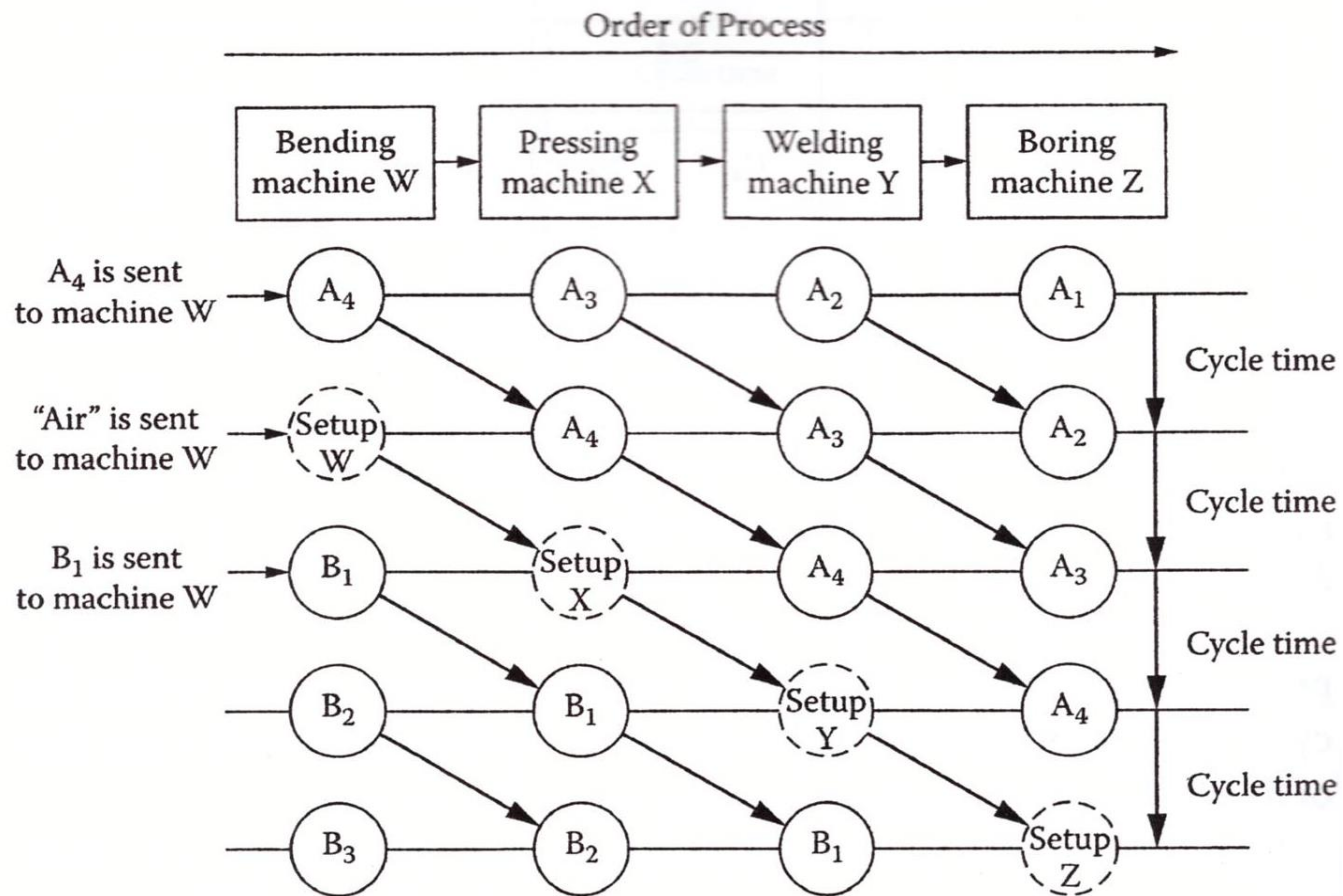 Order of Process
Bending
machine W
Pressing
machine X
Welding
machine Y
Boring
machine Z
A₄ is sent
to machine W
A₄
A₃
A₂
A₁
Cycle time
“Air” is sent
to machine W
Setup
W
A₄
A₃
A₂
Cycle time
B₁ is sent
to machine W
B₁
Setup
X
A₄
A₃
Cycle time
B₂
B₁
Setup
Y
A₄
Cycle time
B₃
B₂
B₁
Setup
Z